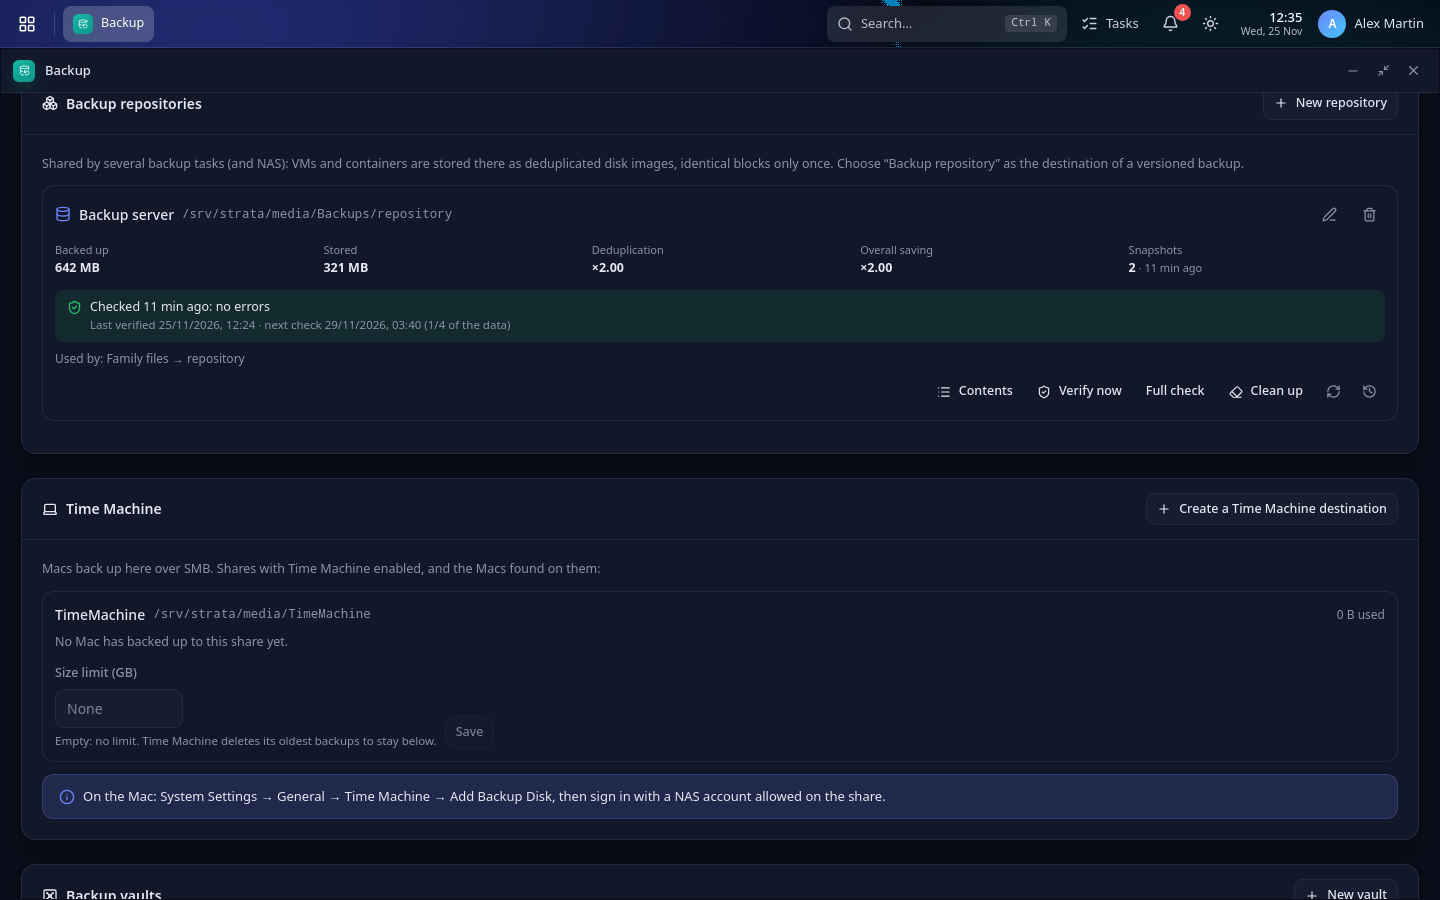 Backup
Search...
Ctrl K
Tasks
4
12:35
Wed, 25 Nov
A
Alex Martin
Backup
Backup repositories
New repository
Shared by several backup tasks (and NAS): VMs and containers are stored there as deduplicated disk images, identical blocks only once. Choose “Backup repository” as the destination of a versioned backup.
Backup server /srv/strata/media/Backups/repository
Backed up
642 MB
Stored
321 MB
Deduplication
×2.00
Overall saving
×2.00
Snapshots
2 · 11 min ago
Checked 11 min ago: no errors
Last verified 25/11/2026, 12:24 · next check 29/11/2026, 03:40 (1/4 of the data)
Used by: Family files → repository
Contents
Verify now
Full check
Clean up
Time Machine
Create a Time Machine destination
Macs back up here over SMB. Shares with Time Machine enabled, and the Macs found on them:
TimeMachine /srv/strata/media/TimeMachine
0 B used
No Mac has backed up to this share yet.
Size limit (GB)
None
Empty: no limit. Time Machine deletes its oldest backups to stay below.
Save
On the Mac: System Settings → General → Time Machine → Add Backup Disk, then sign in with a NAS account allowed on the share.
Backup vaults
New vault